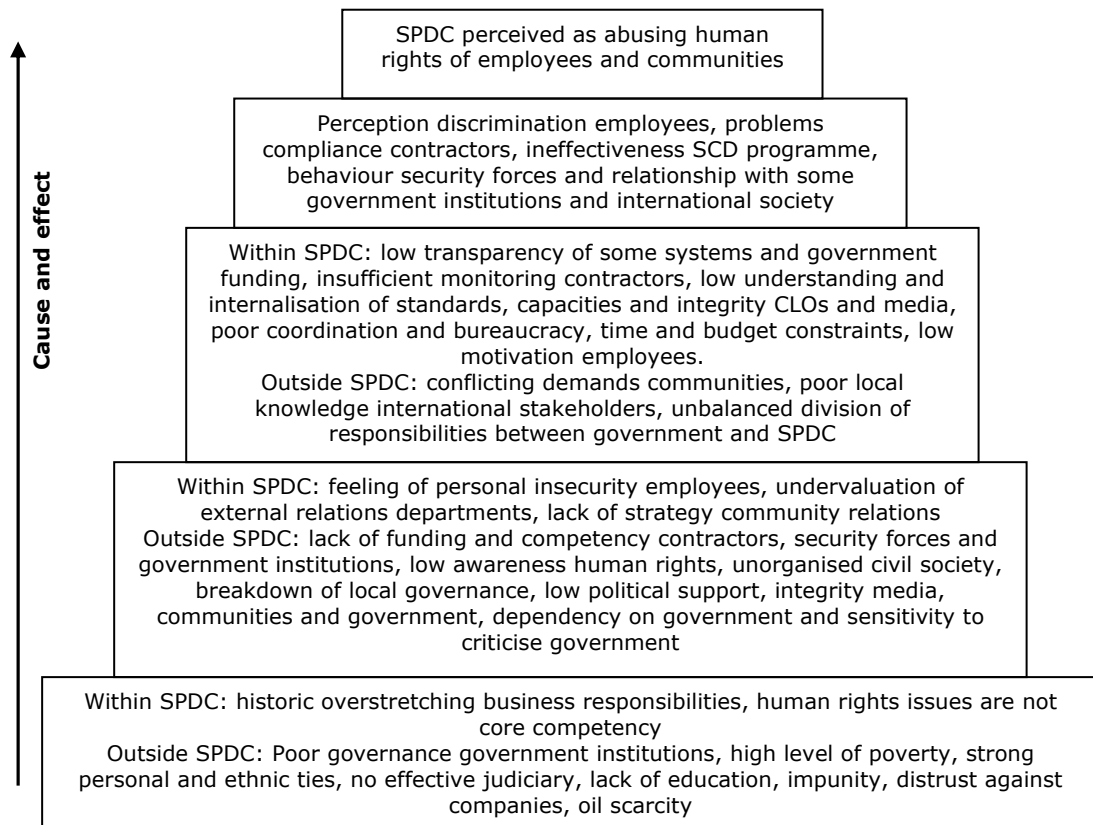 SPDC perceived as abusing human
rights of employees and communities
Perception discrimination employees, problems
compliance contractors, ineffectiveness SCD programme,
behaviour security forces and relationship with some
government institutions and international society
Within SPDC: low transparency of some systems and government
funding, insufficient monitoring contractors, low understanding and
internalisation of standards, capacities and integrity CLOs and media,
poor coordination and bureaucracy, time and budget constraints, low
motivation employees.
Outside SPDC: conflicting demands communities, poor local
knowledge international stakeholders, unbalanced division of
responsibilities between government and SPDC
Within SPDC: feeling of personal insecurity employees, undervaluation of
external relations departments, lack of strategy community relations
Outside SPDC: lack of funding and competency contractors, security forces and
government institutions, low awareness human rights, unorganised civil society,
breakdown of local governance, low political support, integrity media,
communities and government, dependency on government and sensitivity to
criticise government
Within SPDC: historic overstretching business responsibilities, human rights issues are not
core competency
Outside SPDC: Poor governance government institutions, high level of poverty, strong
personal and ethnic ties, no effective judiciary, lack of education, impunity, distrust against
companies, oil scarcity
Cause and effect